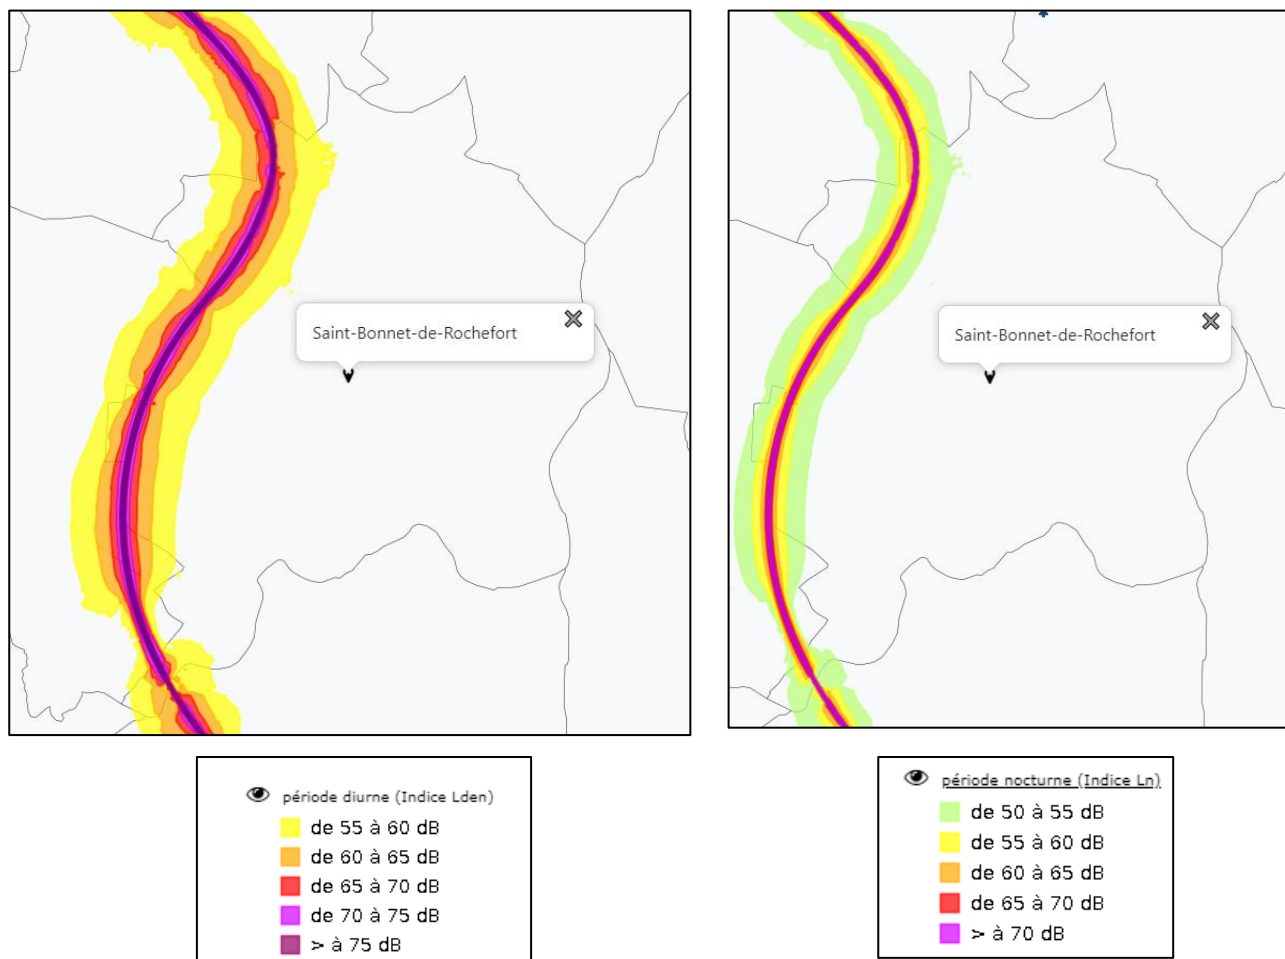 Saint-Bonnet-de-Rochefort
Saint-Bonnet-de-Rochefort
période diurne (Indice Lden)
de 55 à 60 dB
de 60 à 65 dB
de 65 à 70 dB
de 70 à 75 dB
> à 75 dB
période nocturne (Indice Ln)
de 50 à 55 dB
de 55 à 60 dB
de 60 à 65 dB
de 65 à 70 dB
> à 70 dB